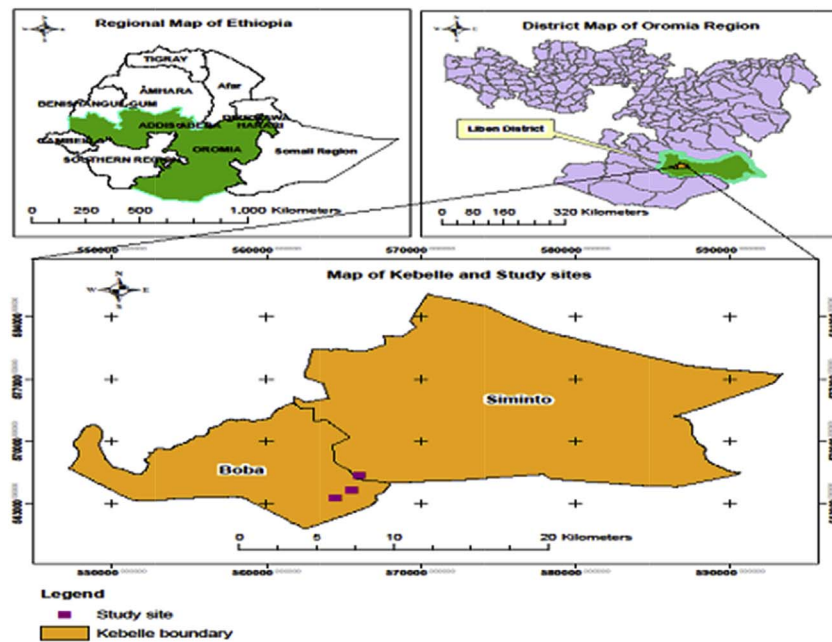 Regional Map of Ethiopia
N
W E
S
TIGRAY
AMHARA
Afar
BENISHANGUL-GUM
ADDIS ABEBA
HARARI
OROMIA
SOUTHERN REGION
Somali Region
0 250 500 1,000 Kilometers
District Map of Oromia Region
N
W E
S
Liben District
0 80 160 320 Kilometers
550000 560000 570000 580000 590000
Map of Kebelle and Study sites
N
W E
S
Siminto
Boba
0 5 10 20 Kilometers
550000 560000 570000 580000 590000
Legend
Study site
Kebelle boundary